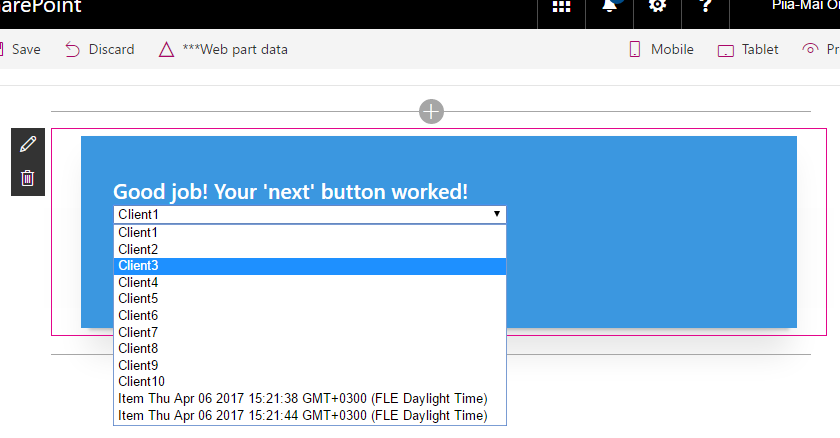 SharePoint
?
Piia-Mai
Save Discard ***Web part data Mobile Tablet
+
Good job! Your 'next' button worked!
Client1
Client1
Client2
Client3
Client4
Client5
Client6
Client7
Client8
Client9
Client10
Item Thu Apr 06 2017 15:21:38 GMT+0300 (FLE Daylight Time)
Item Thu Apr 06 2017 15:21:44 GMT+0300 (FLE Daylight Time)